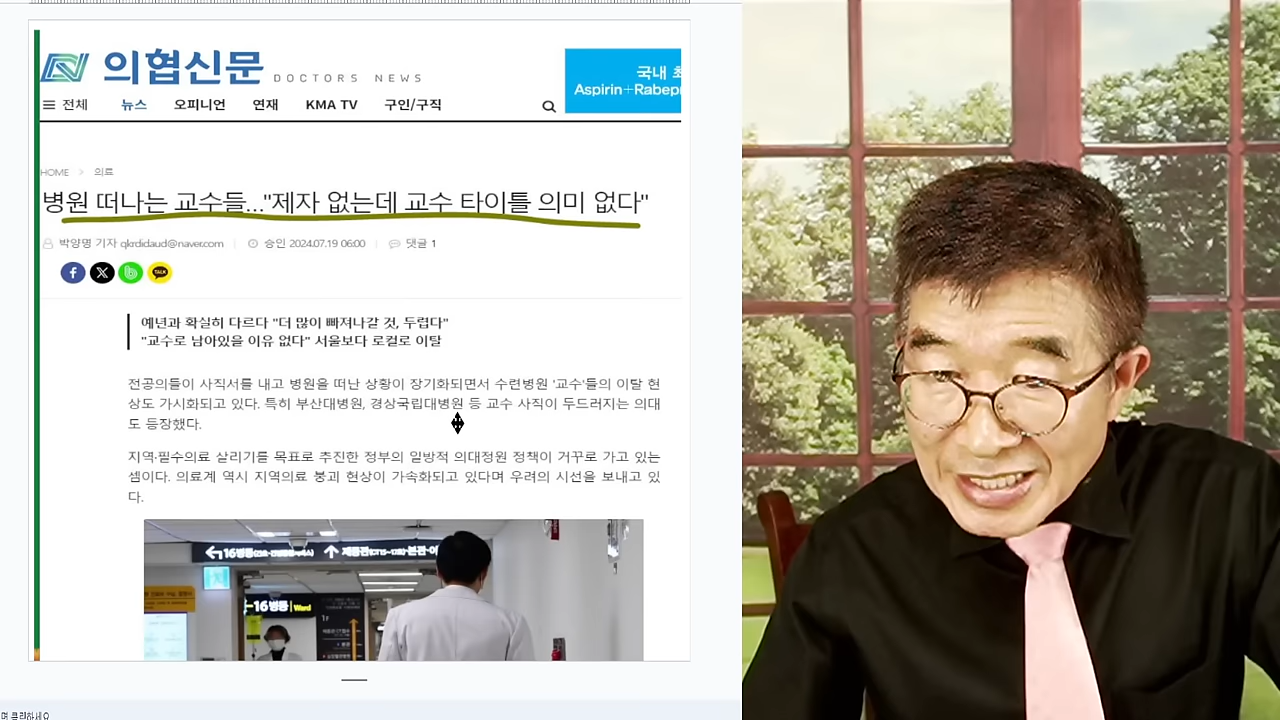 의협신문 DOCTORS NEWS
국내 최
Aspirin+Rabepr
전체 뉴스 오피니언 연재 KMA TV 구인/구직
HOME > 의료
병원 떠나는 교수들..."제자 없는데 교수 타이틀 의미 없다"
박양명 기자 qkrdidaud@naver.com 승인 2024.07.19 06:00 댓글 1
TALK
예년과 확실히 다르다 "더 많이 빠져나갈 것, 두렵다"
"교수로 남아있을 이유 없다" 서울보다 로컬로 이탈
전공의들이 사직서를 내고 병원을 떠난 상황이 장기화되면서 수련병원 '교수'들의 이탈 현
상도 가시화되고 있다. 특히 부산대병원, 경상국립대병원 등 교수 사직이 두드러지는 의대
도 등장했다.
지역·필수의료 살리기를 목표로 추진한 정부의 일방적 의대정원 정책이 거꾸로 가고 있는
셈이다. 의료계 역시 지역의료 붕괴 현상이 가속화되고 있다며 우려의 시선을 보내고 있
다.
16병동
16병동 Ward
1F